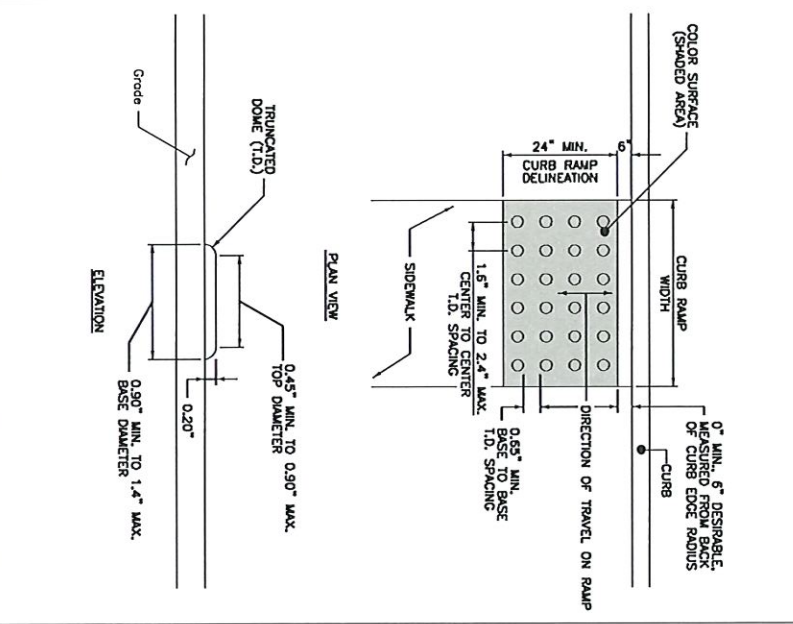 COLOR SURFACE
(SHADED AREA)
24" MIN.
6"
CURB RAMP
DELINEATION
CURB RAMP
WIDTH
0" MIN., 6" DESIRABLE,
MEASURED FROM BACK
OF CURB EDGE RADIUS
CURB
SIDEWALK
1.6" MIN. TO 2.4" MAX.
CENTER TO CENTER
T.D. SPACING
DIRECTION OF TRAVEL ON RAMP
0.65" MIN.
BASE TO BASE
T.D. SPACING
PLAN VIEW
Grade
TRUNCATED
DOME (T.D.)
0.45" MIN. TO 0.90" MAX.
TOP DIAMETER
0.20"
0.90" MIN. TO 1.4" MAX.
BASE DIAMETER
ELEVATION